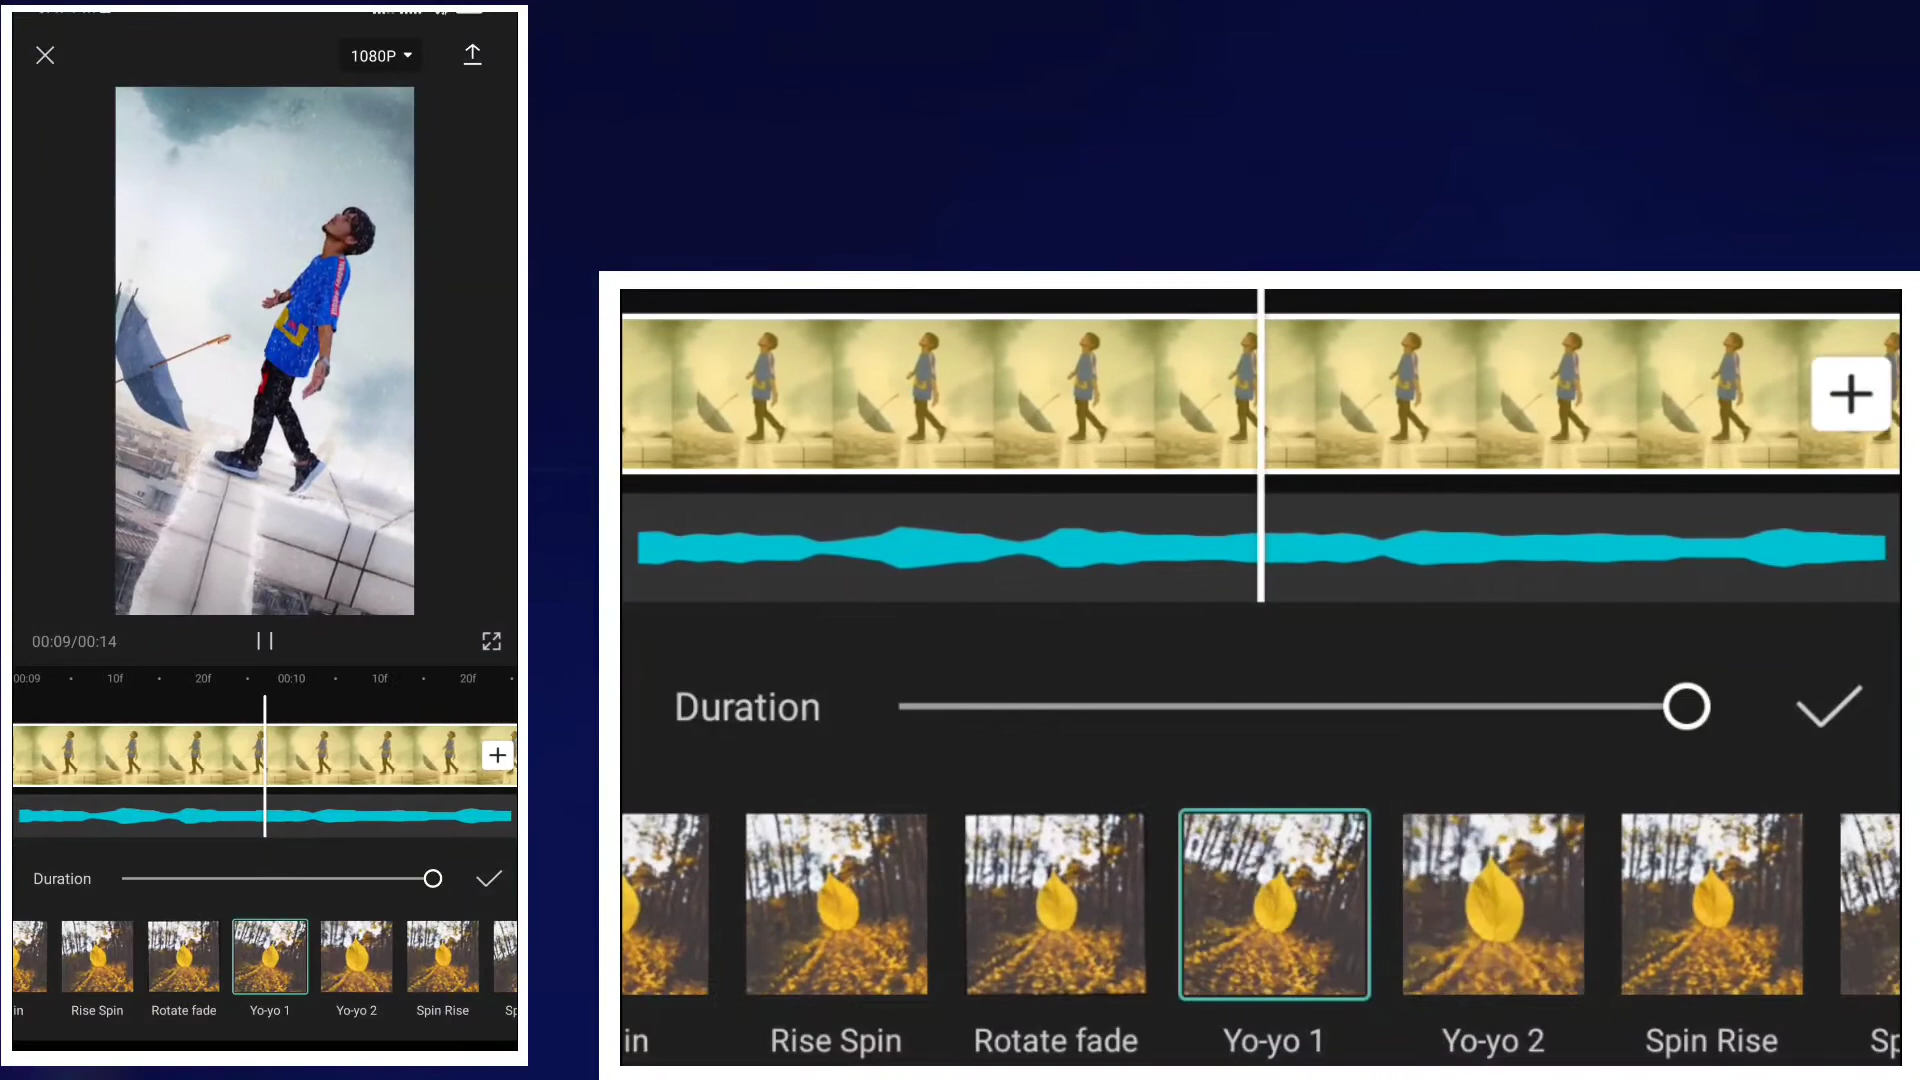 1080P
00:09/00:14
00:09 10f 20f 00:10 10f 20f
Duration
in Rise Spin Rotate fade Yo-yo 1 Yo-yo 2 Spin Rise Sp
Duration
in Rise Spin Rotate fade Yo-yo 1 Yo-yo 2 Spin Rise Sp